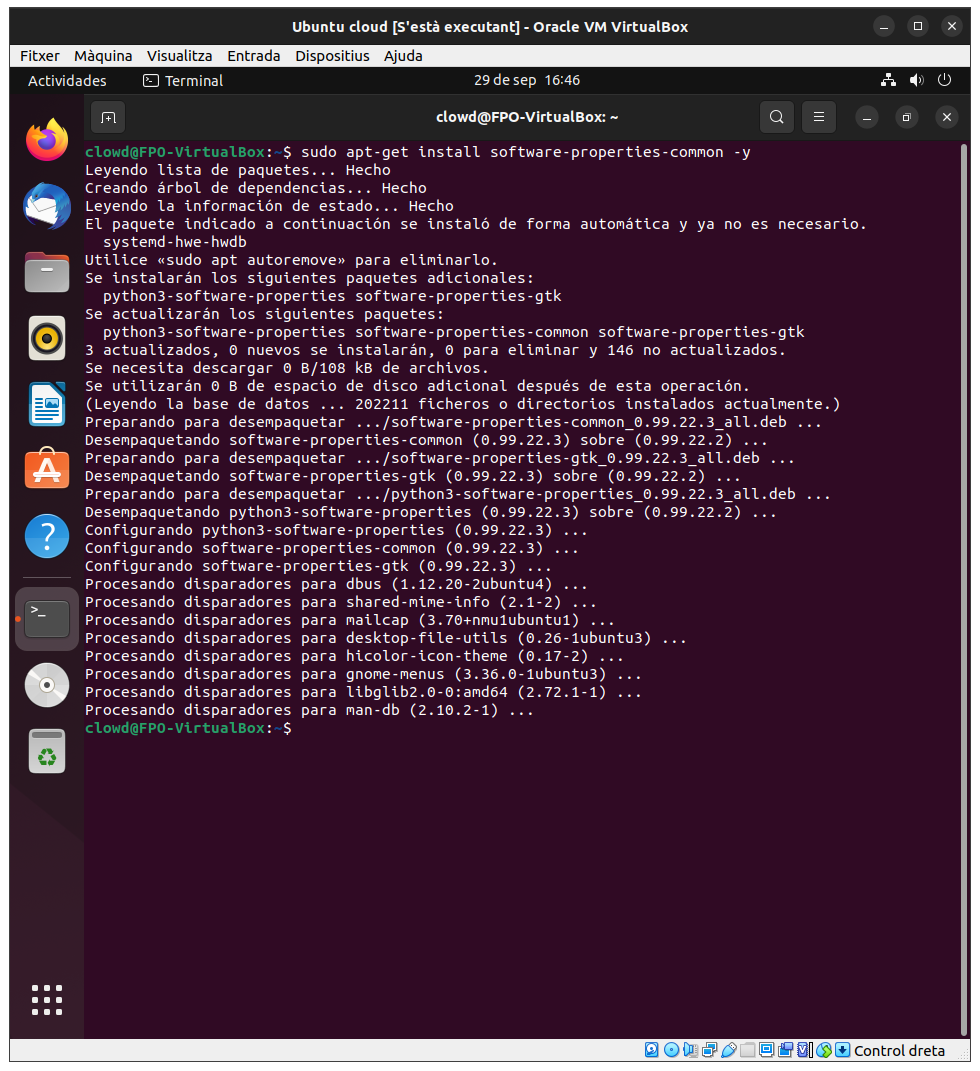 Ubuntu cloud [S'està executant] - Oracle VM VirtualBox
Fitxer Màquina Visualitza Entrada Dispositius Ajuda
Actividades Terminal 29 de sep 16:46
clowd@FPO-VirtualBox: ~
clowd@FPO-VirtualBox:~$ sudo apt-get install software-properties-common -y
Leyendo lista de paquetes... Hecho
Creando árbol de dependencias... Hecho
Leyendo la información de estado... Hecho
El paquete indicado a continuación se instaló de forma automática y ya no es necesario.
  systemd-hwe-hwdb
Utilice «sudo apt autoremove» para eliminarlo.
Se instalarán los siguientes paquetes adicionales:
  python3-software-properties software-properties-gtk
Se actualizarán los siguientes paquetes:
  python3-software-properties software-properties-common software-properties-gtk
3 actualizados, 0 nuevos se instalarán, 0 para eliminar y 146 no actualizados.
Se necesita descargar 0 B/108 kB de archivos.
Se utilizarán 0 B de espacio de disco adicional después de esta operación.
(Leyendo la base de datos ... 202211 ficheros o directorios instalados actualmente.)
Preparando para desempaquetar .../software-properties-common_0.99.22.3_all.deb ...
Desempaquetando software-properties-common (0.99.22.3) sobre (0.99.22.2) ...
Preparando para desempaquetar .../software-properties-gtk_0.99.22.3_all.deb ...
Desempaquetando software-properties-gtk (0.99.22.3) sobre (0.99.22.2) ...
Preparando para desempaquetar .../python3-software-properties_0.99.22.3_all.deb ...
Desempaquetando python3-software-properties (0.99.22.3) sobre (0.99.22.2) ...
Configurando python3-software-properties (0.99.22.3) ...
Configurando software-properties-common (0.99.22.3) ...
Configurando software-properties-gtk (0.99.22.3) ...
Procesando disparadores para dbus (1.12.20-2ubuntu4) ...
Procesando disparadores para shared-mime-info (2.1-2) ...
Procesando disparadores para mailcap (3.70+nmu1ubuntu1) ...
Procesando disparadores para desktop-file-utils (0.26-1ubuntu3) ...
Procesando disparadores para hicolor-icon-theme (0.17-2) ...
Procesando disparadores para gnome-menus (3.36.0-1ubuntu3) ...
Procesando disparadores para libglib2.0-0:amd64 (2.72.1-1) ...
Procesando disparadores para man-db (2.10.2-1) ...
clowd@FPO-VirtualBox:~$
Control dreta